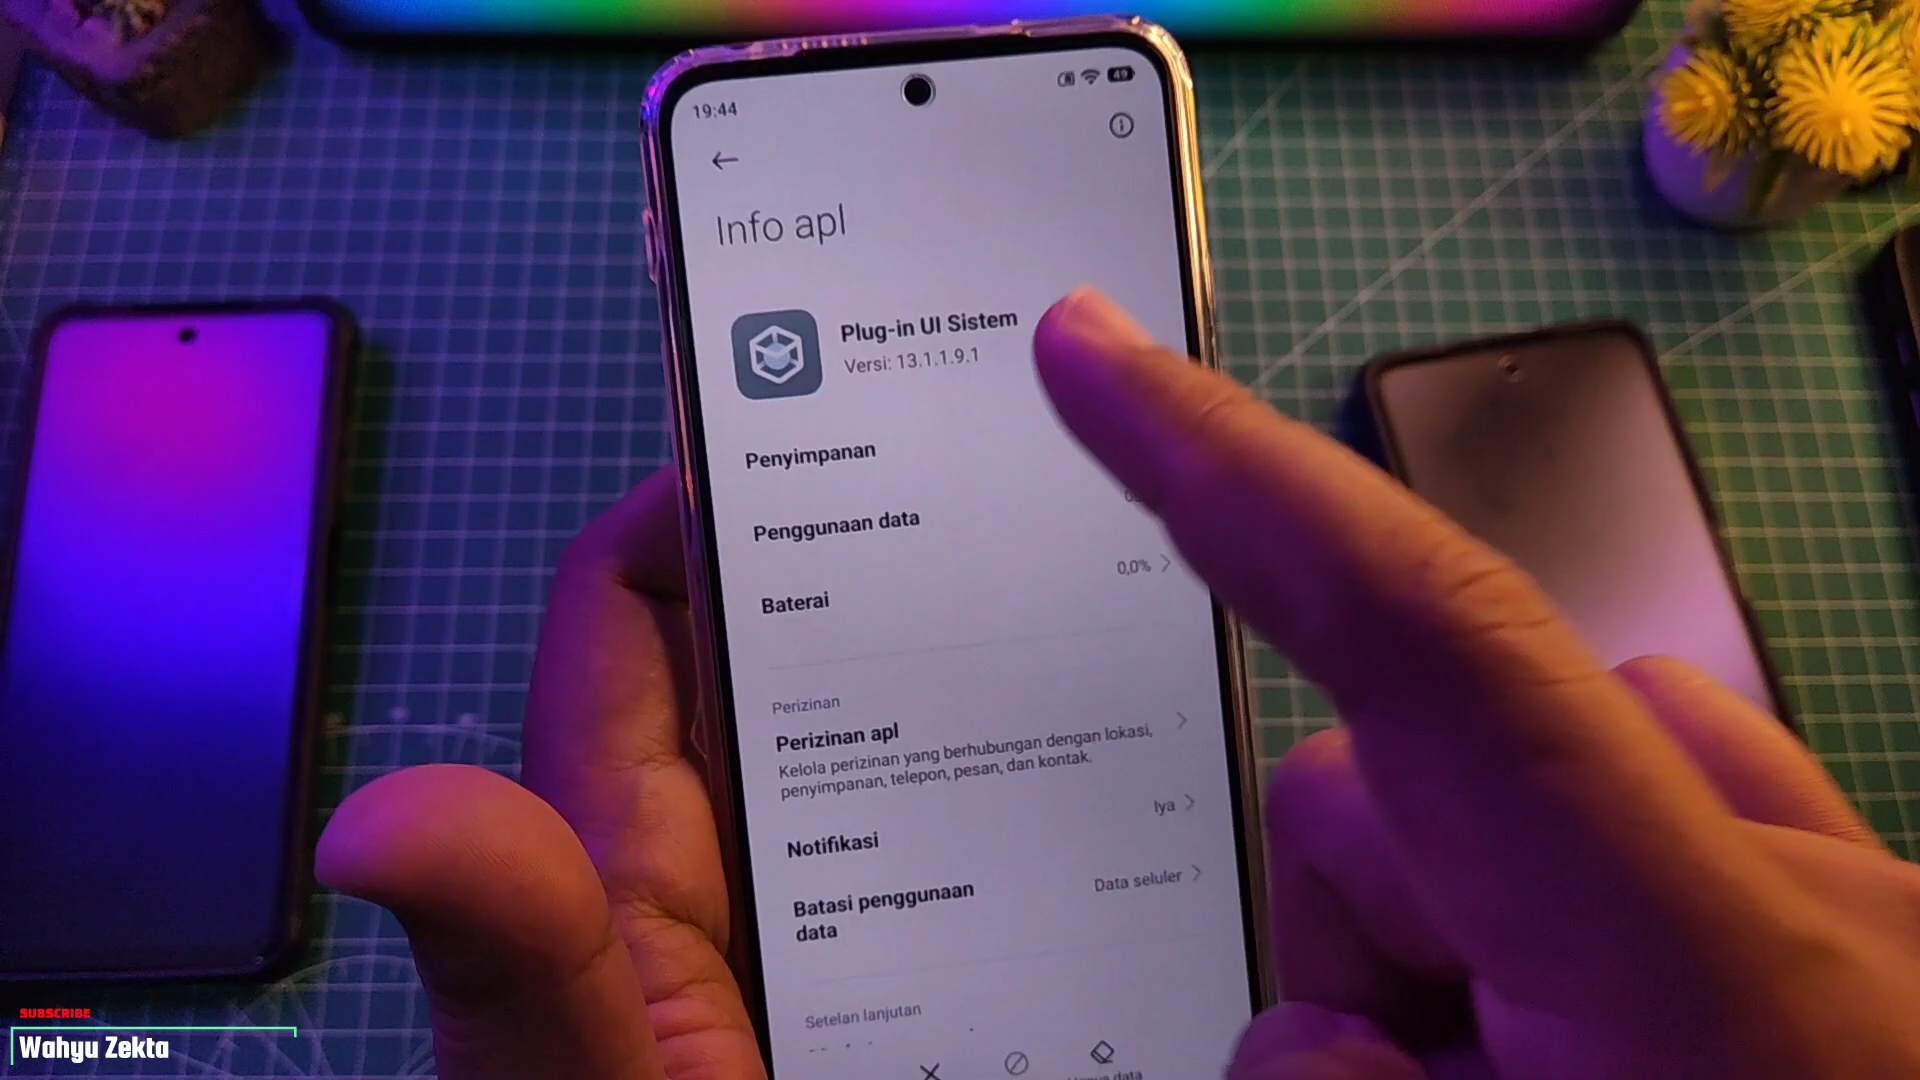 19:44
49
Info apl
Plug-in UI Sistem
Versi: 13.1.1.9.1
Penyimpanan
Penggunaan data
0,0%
Baterai
Perizinan
Perizinan apl
Kelola perizinan yang berhubungan dengan lokasi,
penyimpanan, telepon, pesan, dan kontak.
Iya
Notifikasi
Data seluler
Batasi penggunaan
data
Setelan lanjutan
data
SUBSCRIBE
Wahyu Zekta